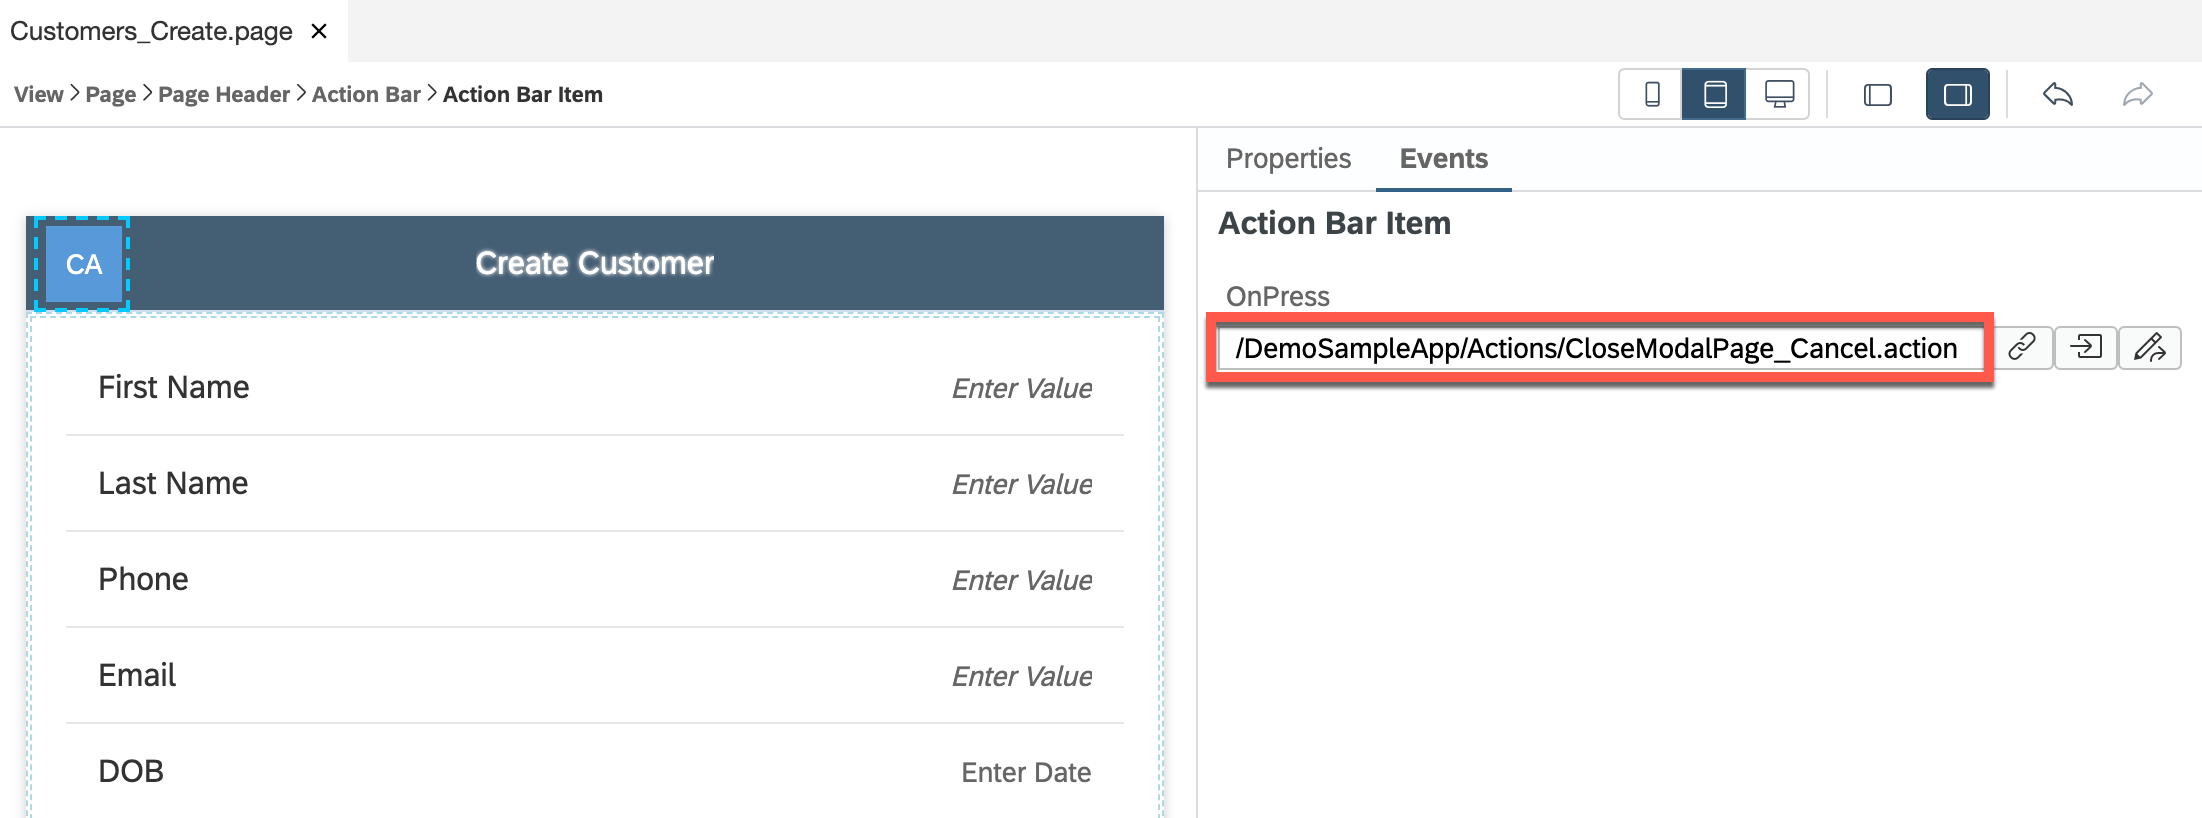 Customers_Create.page
View > Page > Page Header > Action Bar > Action Bar Item
Properties Events
Action Bar Item
OnPress
/DemoSampleApp/Actions/CloseModalPage_Cancel.action
CA Create Customer
First Name Enter Value
Last Name Enter Value
Phone Enter Value
Email Enter Value
DOB Enter Date